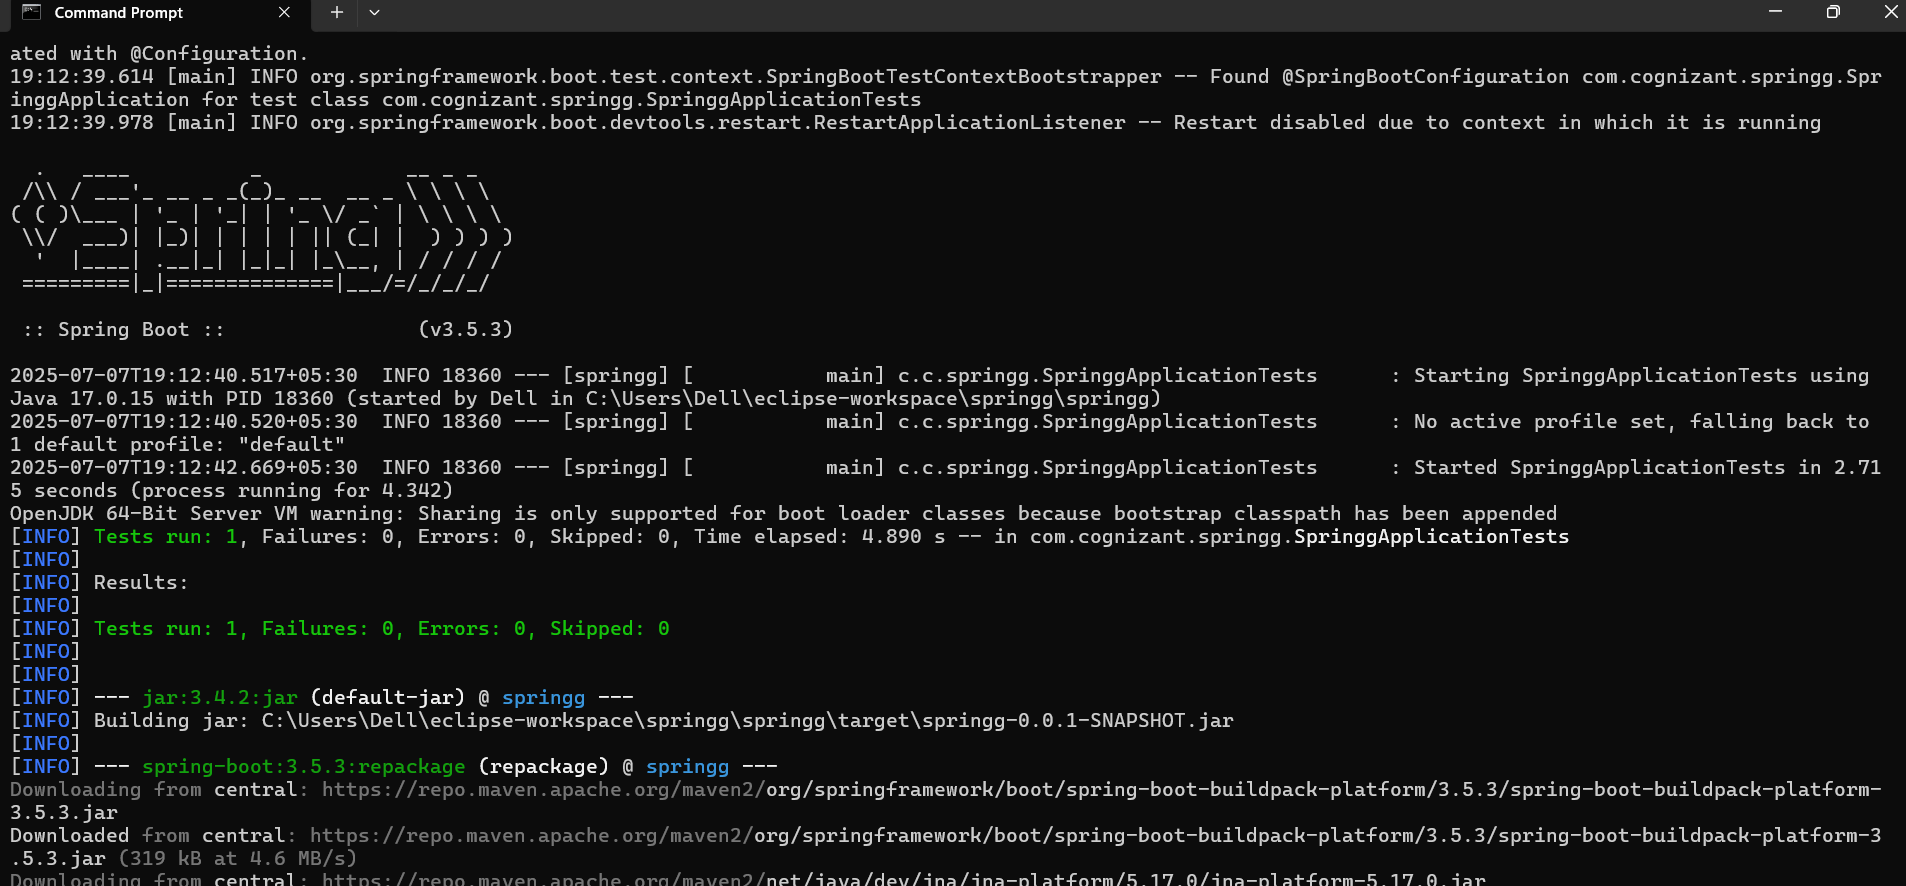 Command Prompt
ated with @Configuration.
19:12:39.614 [main] INFO org.springframework.boot.test.context.SpringBootTestContextBootstrapper -- Found @SpringBootConfiguration com.cognizant.springg.Spr
inggApplication for test class com.cognizant.springg.SpringgApplicationTests
19:12:39.978 [main] INFO org.springframework.boot.devtools.restart.RestartApplicationListener -- Restart disabled due to context in which it is running
  .   ____          _            __ _ _
 /\\ / ___'_ __ _ _(_)_ __  __ _ \ \ \ \
( ( )\___ | '_ | '_| | '_ \/ _` | \ \ \ \
 \\/  ___)| |_)| | | | | || (_| |  ) ) ) )
  '  |____| .__|_| |_|_| |_\__, | / / / /
 =========|_|==============|___/=/_/_/_/
 :: Spring Boot ::                (v3.5.3)
2025-07-07T19:12:40.517+05:30  INFO 18360 --- [springg] [           main] c.c.springg.SpringgApplicationTests      : Starting SpringgApplicationTests using
Java 17.0.15 with PID 18360 (started by Dell in C:\Users\Dell\eclipse-workspace\springg\springg)
2025-07-07T19:12:40.520+05:30  INFO 18360 --- [springg] [           main] c.c.springg.SpringgApplicationTests      : No active profile set, falling back to
1 default profile: "default"
2025-07-07T19:12:42.669+05:30  INFO 18360 --- [springg] [           main] c.c.springg.SpringgApplicationTests      : Started SpringgApplicationTests in 2.71
5 seconds (process running for 4.342)
OpenJDK 64-Bit Server VM warning: Sharing is only supported for boot loader classes because bootstrap classpath has been appended
[INFO] Tests run: 1, Failures: 0, Errors: 0, Skipped: 0, Time elapsed: 4.890 s -- in com.cognizant.springg.SpringgApplicationTests
[INFO]
[INFO] Results:
[INFO]
[INFO] Tests run: 1, Failures: 0, Errors: 0, Skipped: 0
[INFO]
[INFO]
[INFO] --- jar:3.4.2:jar (default-jar) @ springg ---
[INFO] Building jar: C:\Users\Dell\eclipse-workspace\springg\springg\target\springg-0.0.1-SNAPSHOT.jar
[INFO]
[INFO] --- spring-boot:3.5.3:repackage (repackage) @ springg ---
Downloading from central: https://repo.maven.apache.org/maven2/org/springframework/boot/spring-boot-buildpack-platform/3.5.3/spring-boot-buildpack-platform-
3.5.3.jar
Downloaded from central: https://repo.maven.apache.org/maven2/org/springframework/boot/spring-boot-buildpack-platform/3.5.3/spring-boot-buildpack-platform-3
.5.3.jar (319 kB at 4.6 MB/s)
Downloading from central: https://repo.maven.apache.org/maven2/net/java/dev/jna/jna-platform/5.17.0/jna-platform-5.17.0.jar